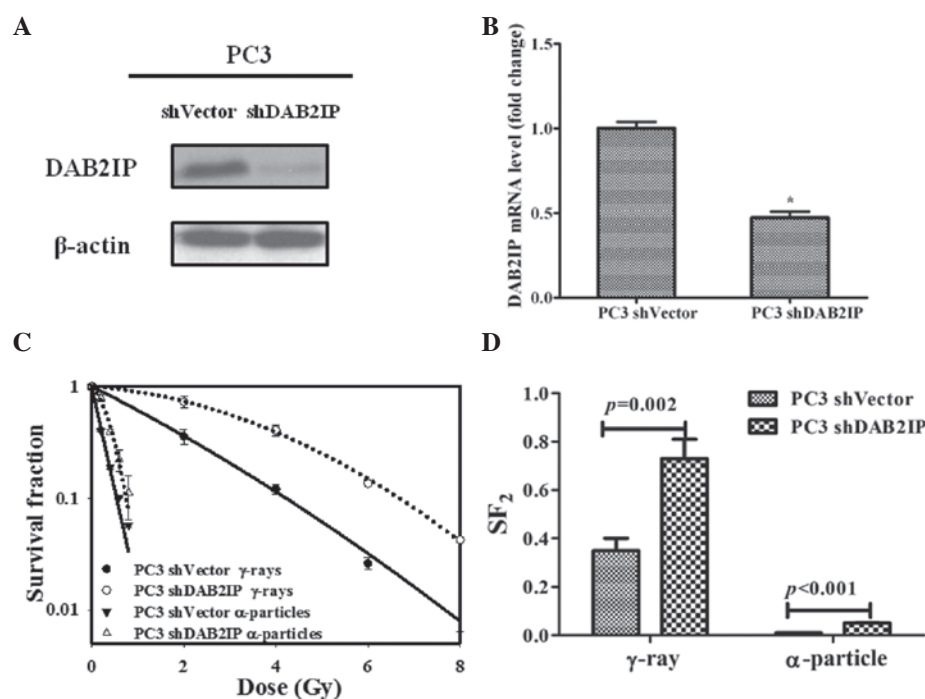 A
PC3
shVector shDAB2IP
DAB2IP
β-actin
B
DAB2IP mRNA level (fold change)
1.0
0.5
0.0
*
PC3 shVector PC3 shDAB2IP
C
Survival fraction
1
0.1
0.01
PC3 shVector γ-rays
PC3 shDAB2IP γ-rays
PC3 shVector α-particles
PC3 shDAB2IP α-particles
0 2 4 6 8
Dose (Gy)
D
SF2
1.0
0.8
0.6
0.4
0.2
0.0
PC3 shVector
PC3 shDAB2IP
p=0.002
p<0.001
γ-ray α-particle